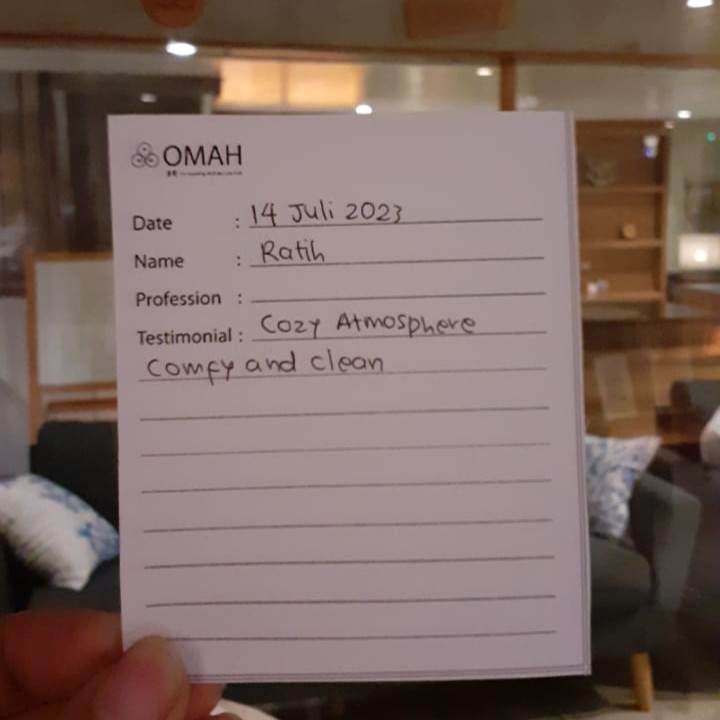 OMAH
Date : 14 Juli 2023
Name : Ratih
Profession :
Testimonial : Cozy Atmosphere
Comfy and clean